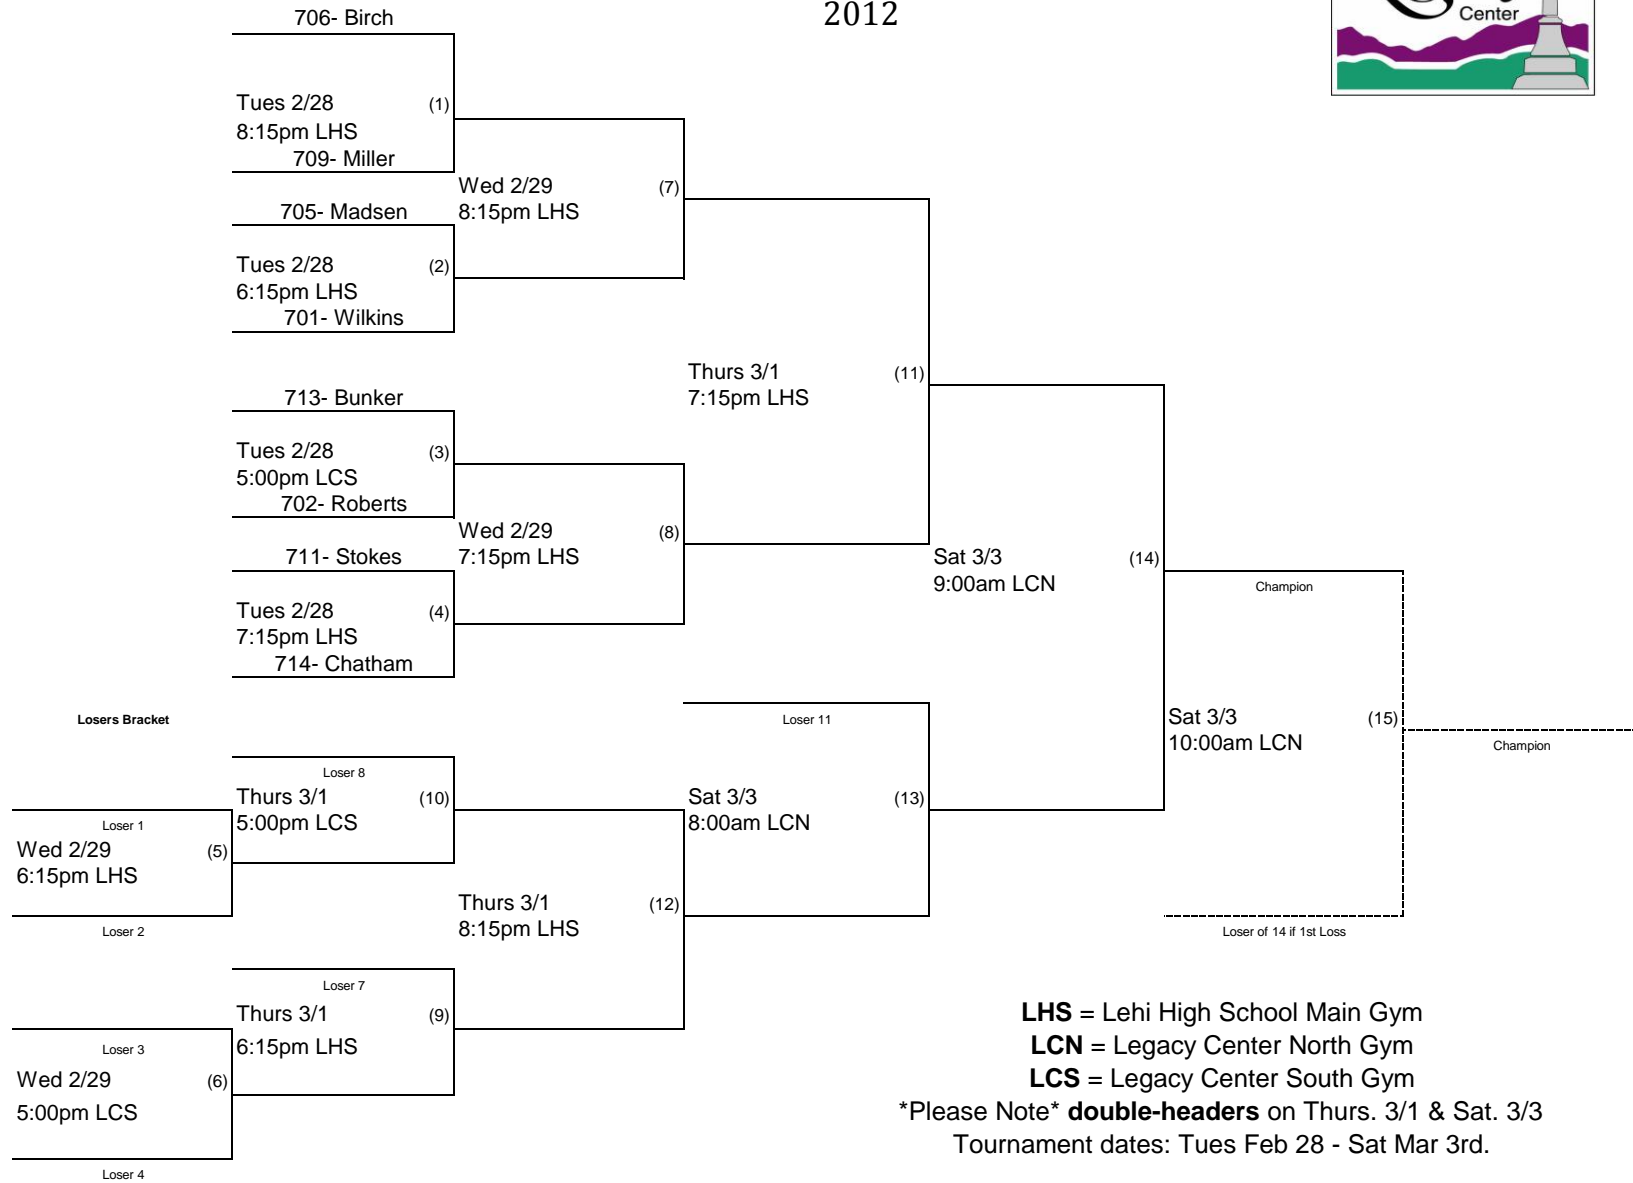 2012
Center
706- Birch
Tues 2/28 (1)
8:15pm LHS
709- Miller
Wed 2/29 (7)
8:15pm LHS
705- Madsen
Tues 2/28 (2)
6:15pm LHS
701- Wilkins
Thurs 3/1 (11)
7:15pm LHS
713- Bunker
Tues 2/28 (3)
5:00pm LCS
702- Roberts
Wed 2/29 (8)
7:15pm LHS
711- Stokes
Tues 2/28 (4)
7:15pm LHS
714- Chatham
Sat 3/3 (14)
9:00am LCN
Champion
Losers Bracket
Loser 11
Sat 3/3 (15)
10:00am LCN
Champion
Loser 8
Thurs 3/1 (10)
5:00pm LCS
Sat 3/3 (13)
8:00am LCN
Loser 1
Wed 2/29 (5)
6:15pm LHS
Loser 2
Thurs 3/1 (12)
8:15pm LHS
Loser of 14 if 1st Loss
Loser 7
Thurs 3/1 (9)
6:15pm LHS
Loser 3
Wed 2/29 (6)
5:00pm LCS
Loser 4
LHS = Lehi High School Main Gym
LCN = Legacy Center North Gym
LCS = Legacy Center South Gym
*Please Note* double-headers on Thurs. 3/1 & Sat. 3/3
Tournament dates: Tues Feb 28 - Sat Mar 3rd.